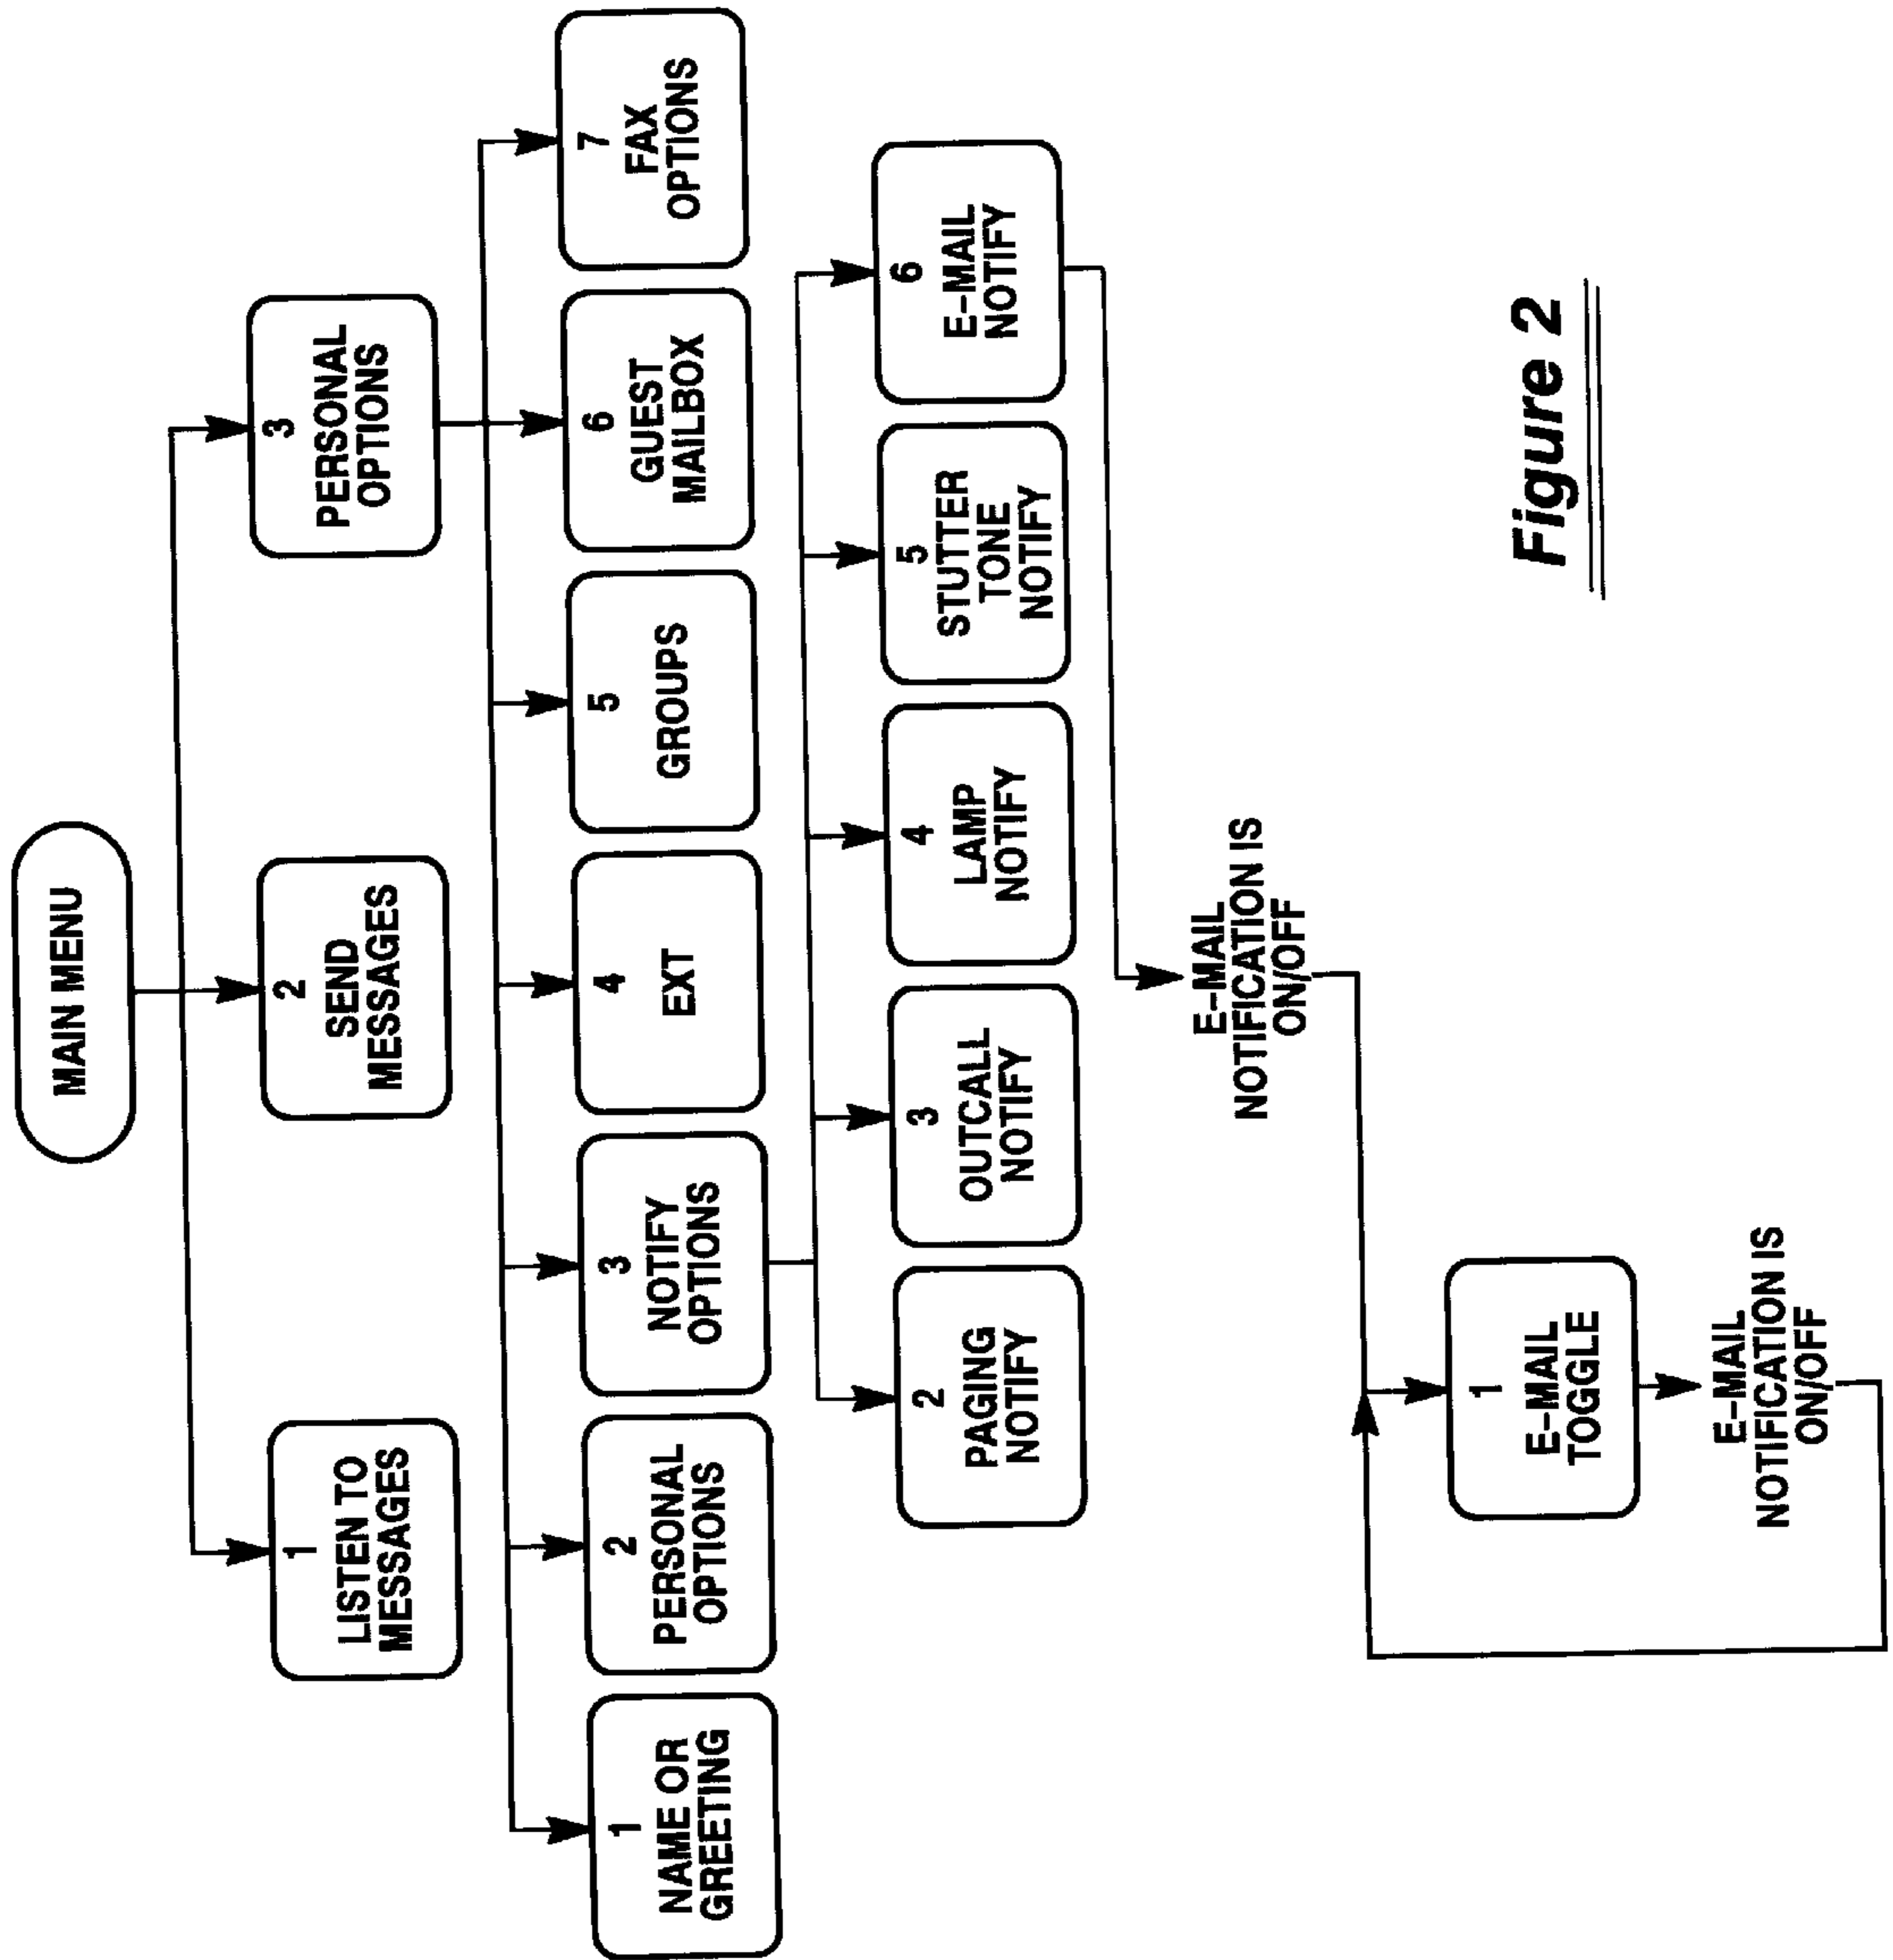 MAIN MENU
1
LISTEN TO
MESSAGES
2
SEND
MESSAGES
3
PERSONAL
OPTIONS
1
NAME OR
GREETING
2
PERSONAL
OPTIONS
3
NOTIFY
OPTIONS
4
EXT
5
GROUPS
6
GUEST
MAILBOX
7
FAX
OPTIONS
2
PAGING
NOTIFY
3
OUTCALL
NOTIFY
4
LAMP
NOTIFY
5
STUTTER
TONE
NOTIFY
6
E-MAIL
NOTIFY
E-MAIL
NOTIFICATION IS
ON/OFF
1
E-MAIL
TOGGLE
E-MAIL
NOTIFICATION IS
ON/OFF
Figure 2